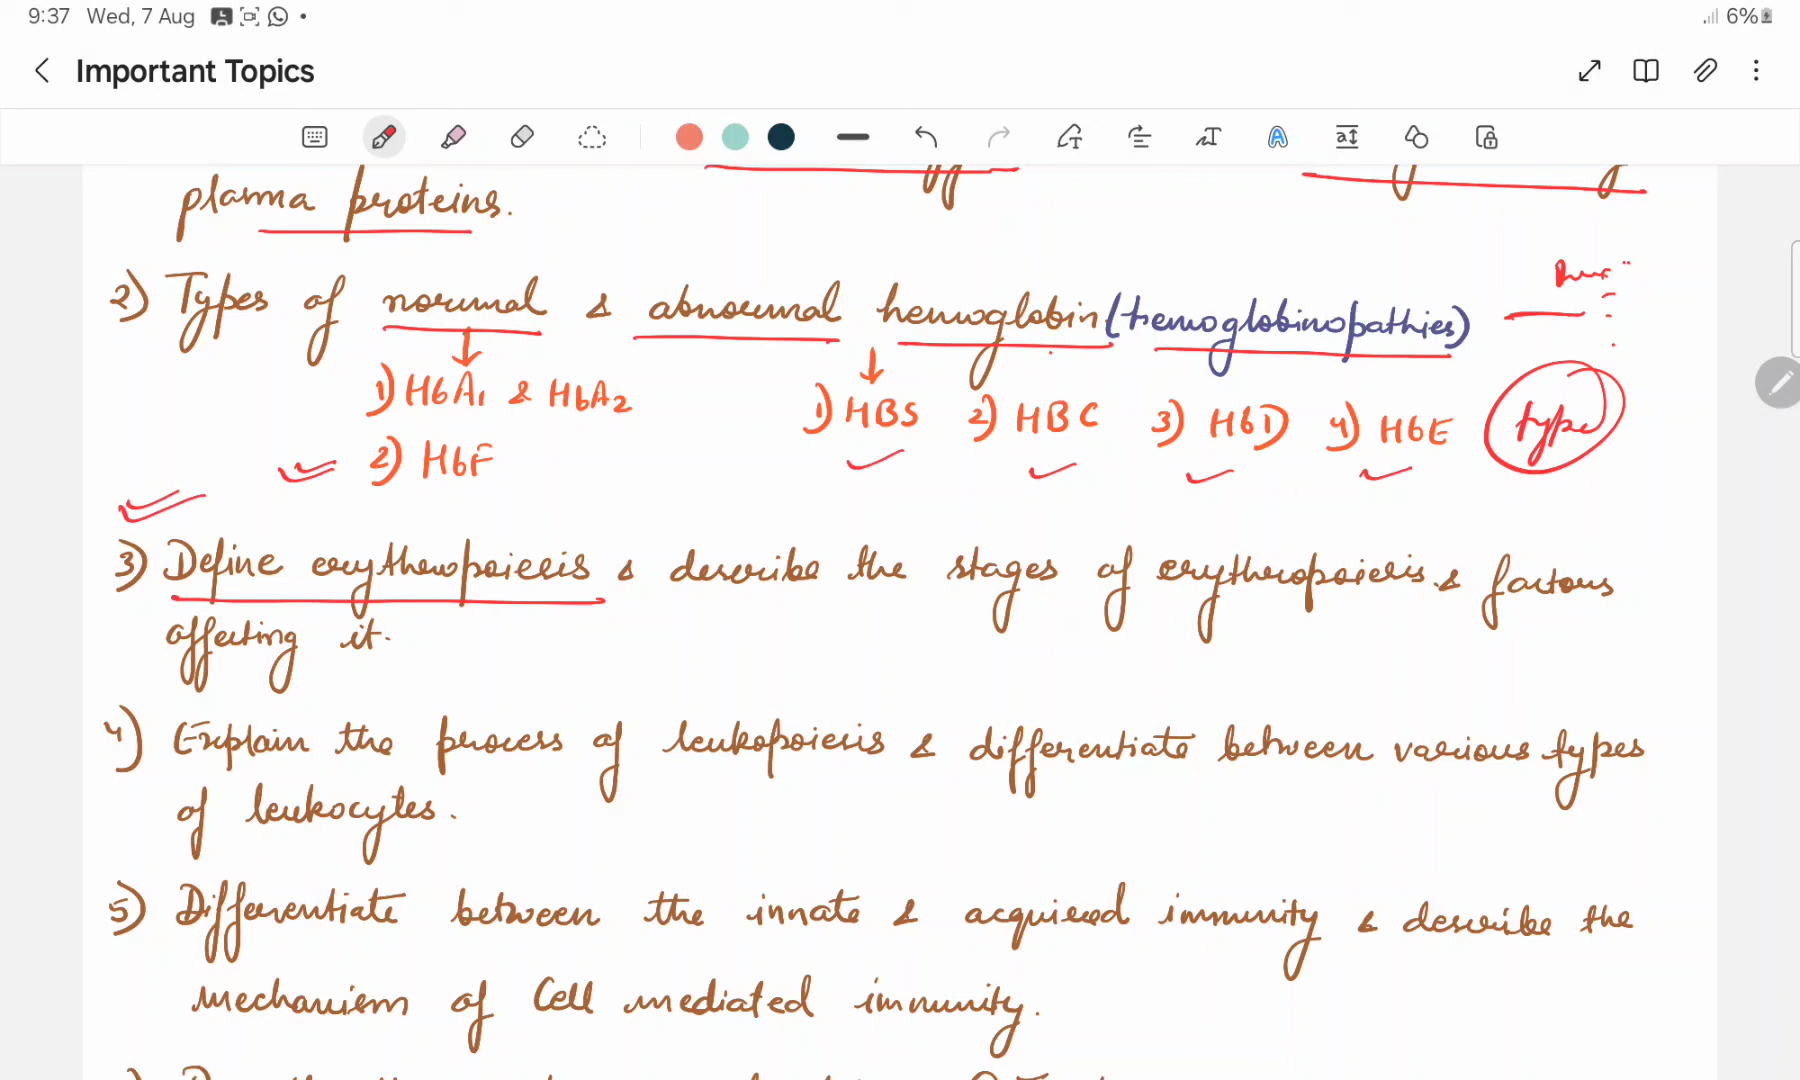 9:37 Wed, 7 Aug
6%
Important Topics
plasma proteins.
2) Types of normal & abnormal hemoglobin (hemoglobinopathies)
1) HbA1 & HbA2
1) HBS 2) HBC 3) HbD 4) HbE type
2) HbF
3) Define erythropoiesis & describe the stages of erythropoiesis & factors
affecting it.
4) Explain the process of leukopoiesis & differentiate between various types
of leukocytes.
5) Differentiate between the innate & acquired immunity & describe the
mechanism of Cell mediated immunity.